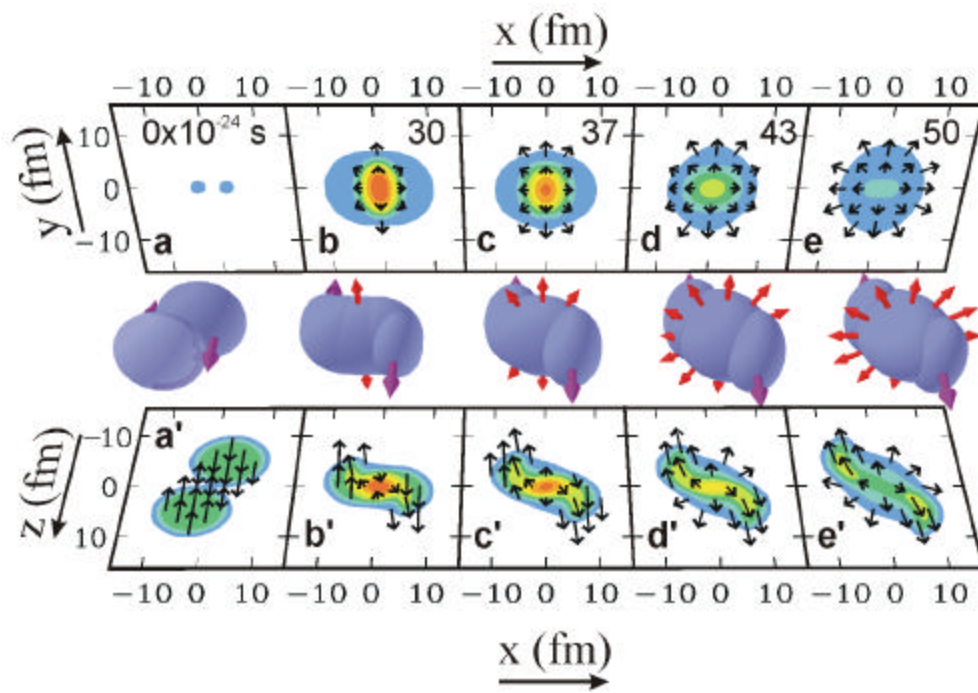 x (fm)
−10 0 10 −10 0 10 −10 0 10 −10 0 10 −10 0 10
0x10⁻²⁴ s 30 37 43 50
10
y (fm)
0
−10
a b c d e
a'
-10
z (fm)
0
10
b' c' d' e'
−10 0 10 −10 0 10 −10 0 10 −10 0 10 −10 0 10
x (fm)